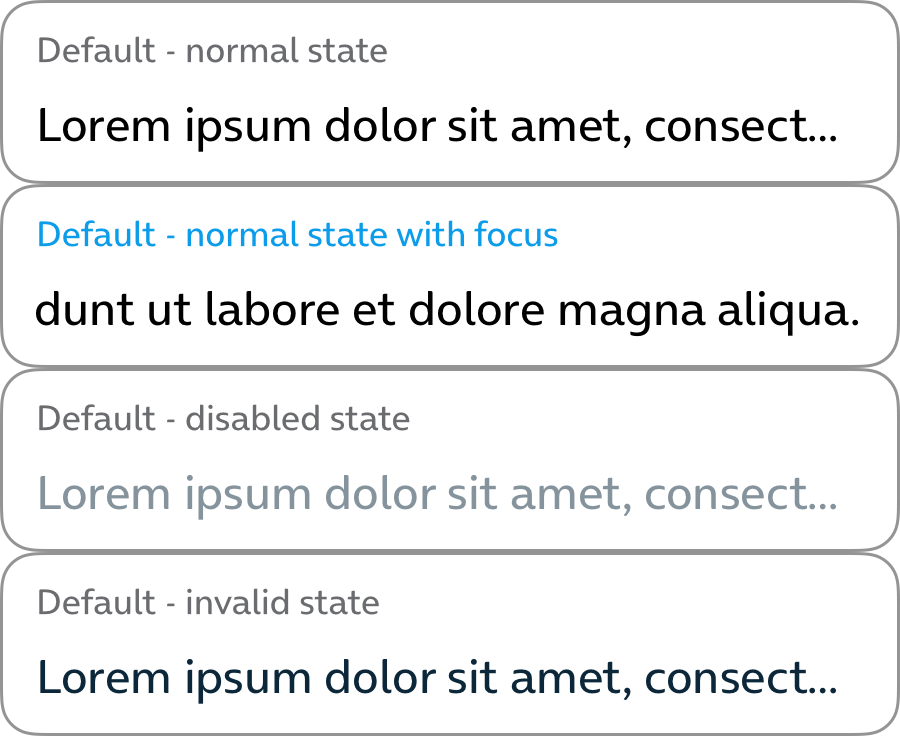 Default - normal state
Lorem ipsum dolor sit amet, consect...
Default - normal state with focus
dunt ut labore et dolore magna aliqua.
Default - disabled state
Lorem ipsum dolor sit amet, consect...
Default - invalid state
Lorem ipsum dolor sit amet, consect...